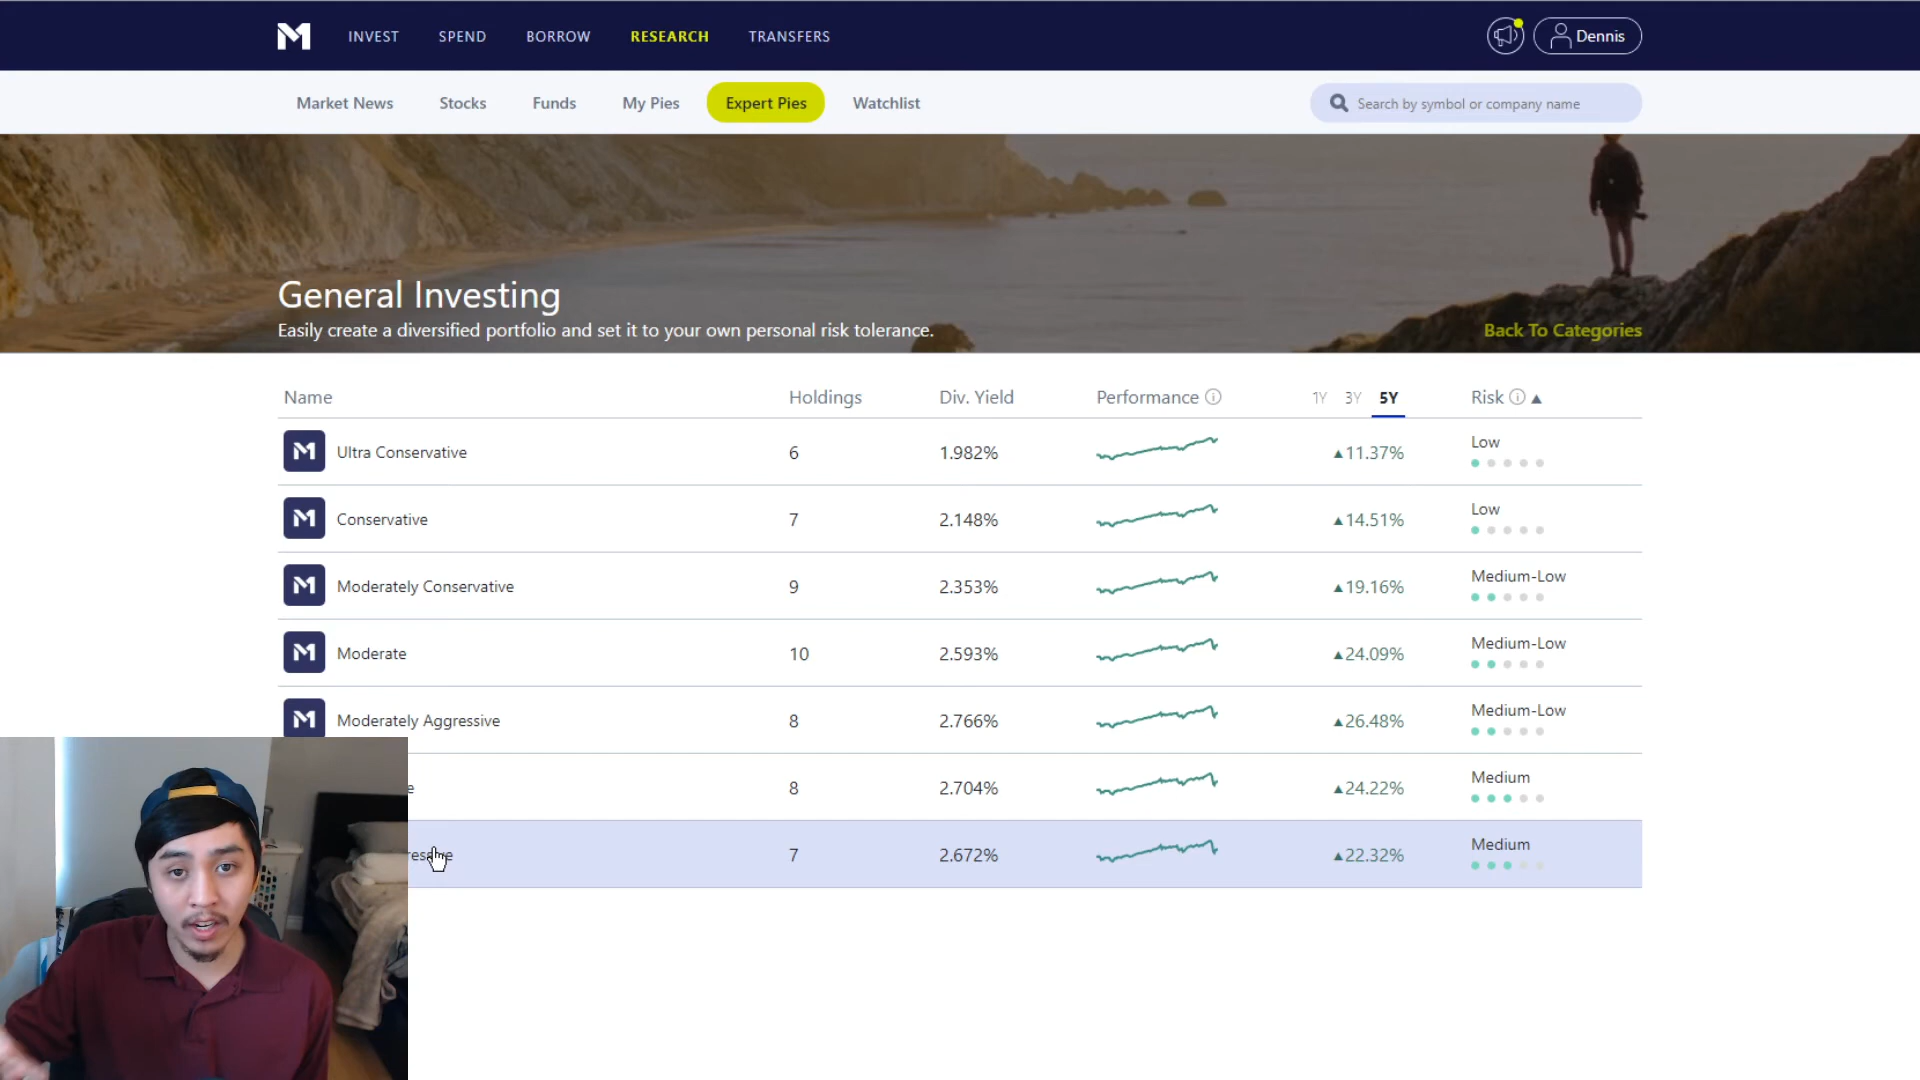 M INVEST SPEND BORROW RESEARCH TRANSFERS Dennis
Market News Stocks Funds My Pies Expert Pies Watchlist Search by symbol or company name
General Investing
Easily create a diversified portfolio and set it to your own personal risk tolerance. Back To Categories
Name Holdings Div. Yield Performance 1Y 3Y 5Y Risk ▲
M Ultra Conservative 6 1.982% ▲11.37% Low
M Conservative 7 2.148% ▲14.51% Low
M Moderately Conservative 9 2.353% ▲19.16% Medium-Low
M Moderate 10 2.593% ▲24.09% Medium-Low
M Moderately Aggressive 8 2.766% ▲26.48% Medium-Low
8 2.704% ▲24.22% Medium
7 2.672% ▲22.32% Medium